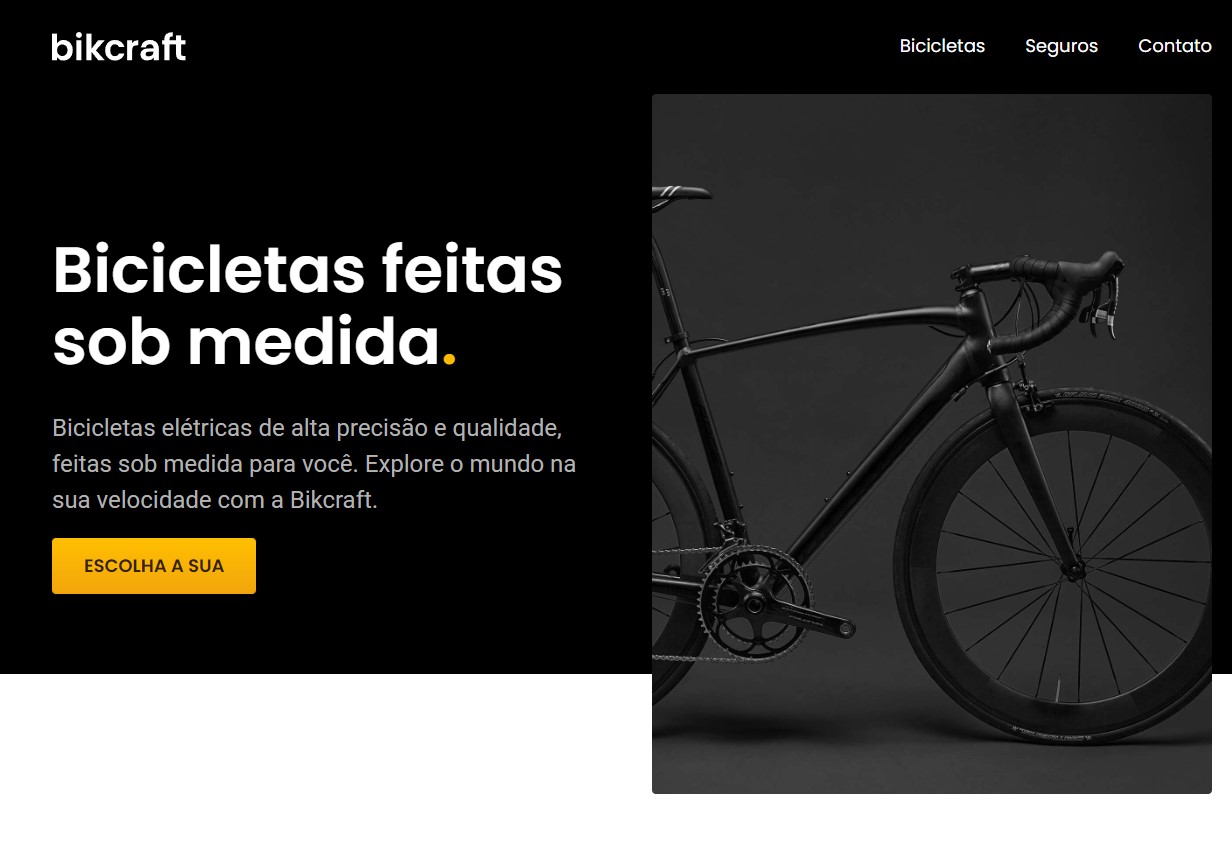 bikcraft
Bicicletas
Seguros
Contato
Bicicletas feitas
sob medida.
Bicicletas elétricas de alta precisão e qualidade,
feitas sob medida para você. Explore o mundo na
sua velocidade com a Bikcraft.
ESCOLHA A SUA